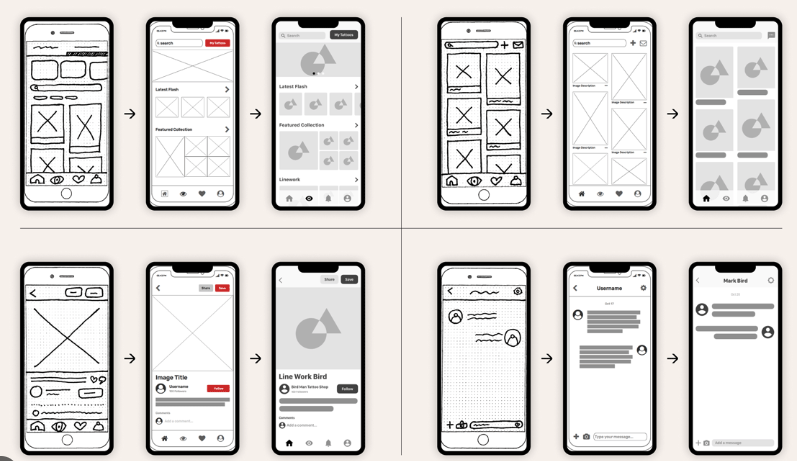 search
My Tattoos
Latest Flash
Featured Collection
Search
My Tattoos
Latest Flash
Featured Collection
Linework
search
Image Description
Image Description
Image Description
Image Description
Search
Share
Save
Image Title
Username
Follow
Comments
Add a comment...
Share
Save
Line Work Bird
Bird Man Tattoo Shop
Follow
Comments
Add a comment...
Username
Type your message...
Mark Bird
Add a message